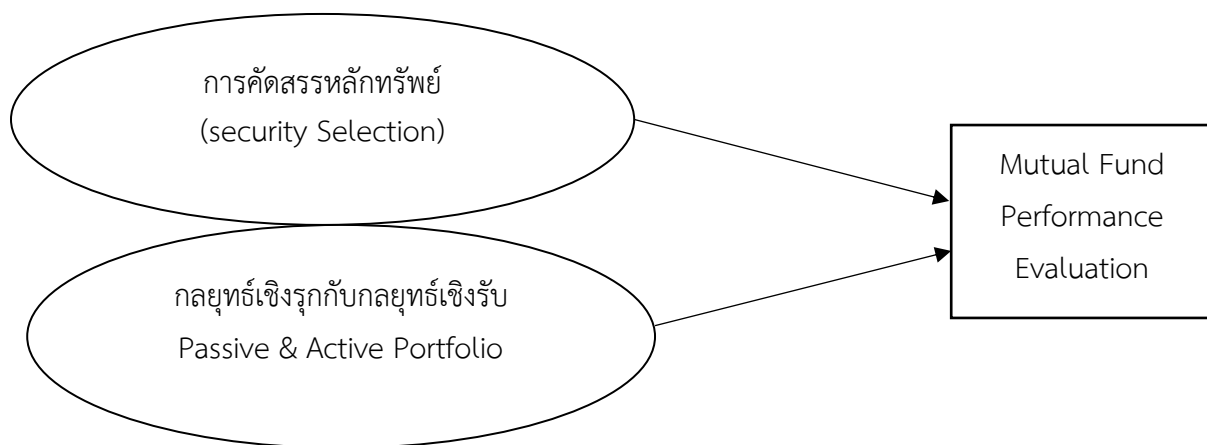 การคัดสรรหลักทรัพย์
(security Selection)
กลยุทธ์เชิงรุกกับกลยุทธ์เชิงรับ
Passive & Active Portfolio
Mutual Fund
Performance
Evaluation